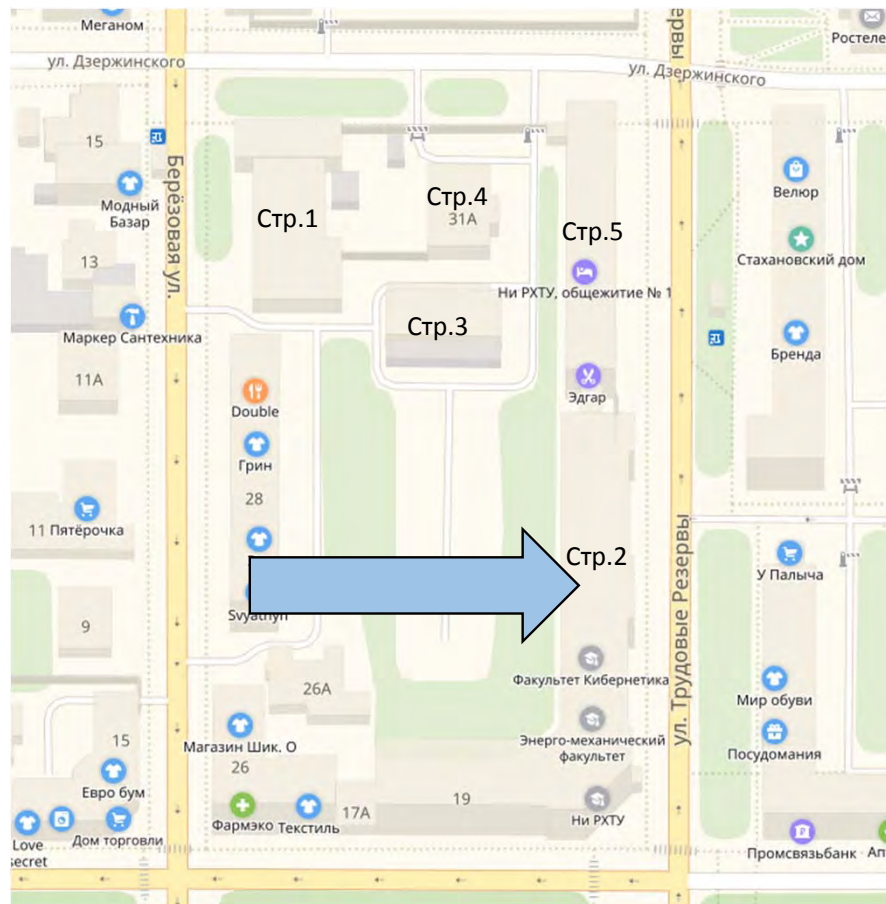 Меганом
ервы
Ростеле
ул. Дзержинского
ул. Дзержинского
15
Берёзовая ул.
Модный
Базар
Велюр
Стр.4
31А
Стр.1
Стр.5
Стахановский дом
13
Ни РХТУ, общежитие № 1
Стр.3
Маркер Сантехника
Бренда
11А
Эдгар
Double
Грин
28
11 Пятёрочка
ул. Трудовые Резервы
Стр.2
У Палыча
Svyatnyn
9
Факультет Кибернетика
26А
Мир обуви
15
Магазин Шик. О
Энерго-механический
факультет
Посудомания
26
Евро бум
19
17А
Ни РХТУ
Фармэко
Текстиль
Love
secret
Дом торговли
Промсвязьбанк
Ап